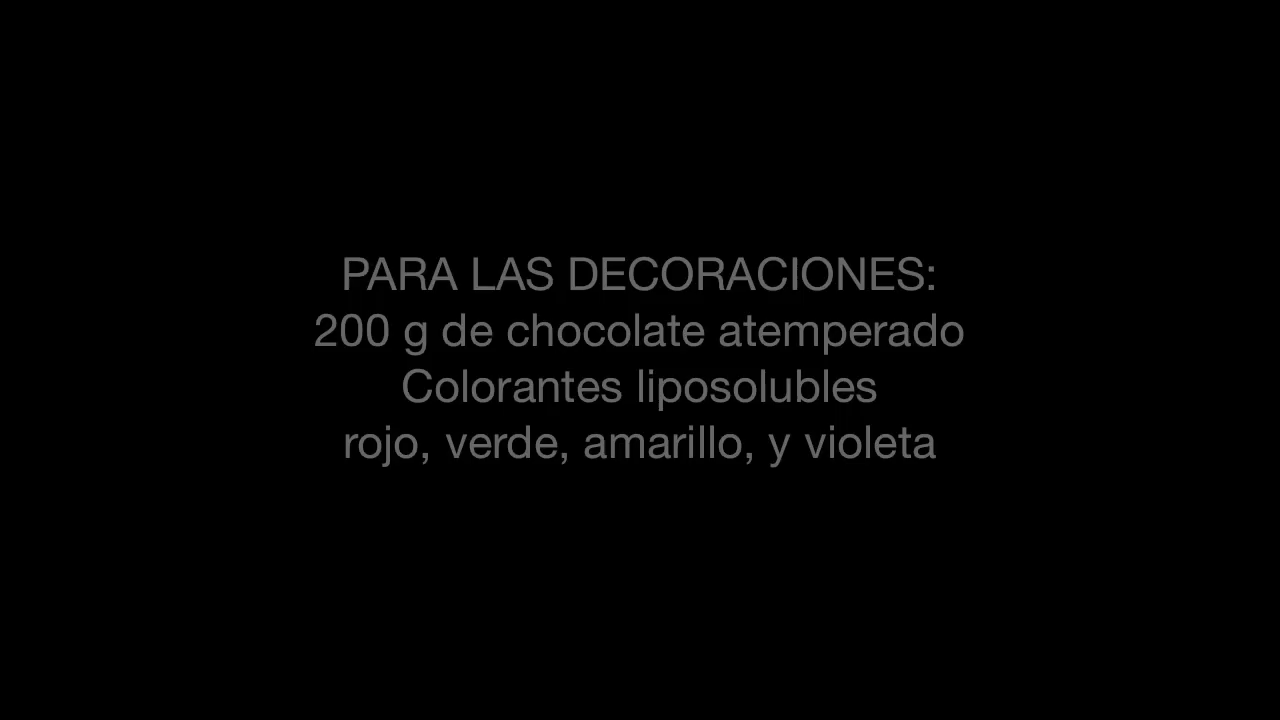 PARA LAS DECORACIONES:
200 g de chocolate atemperado
Colorantes liposolubles
rojo, verde, amarillo, y violeta